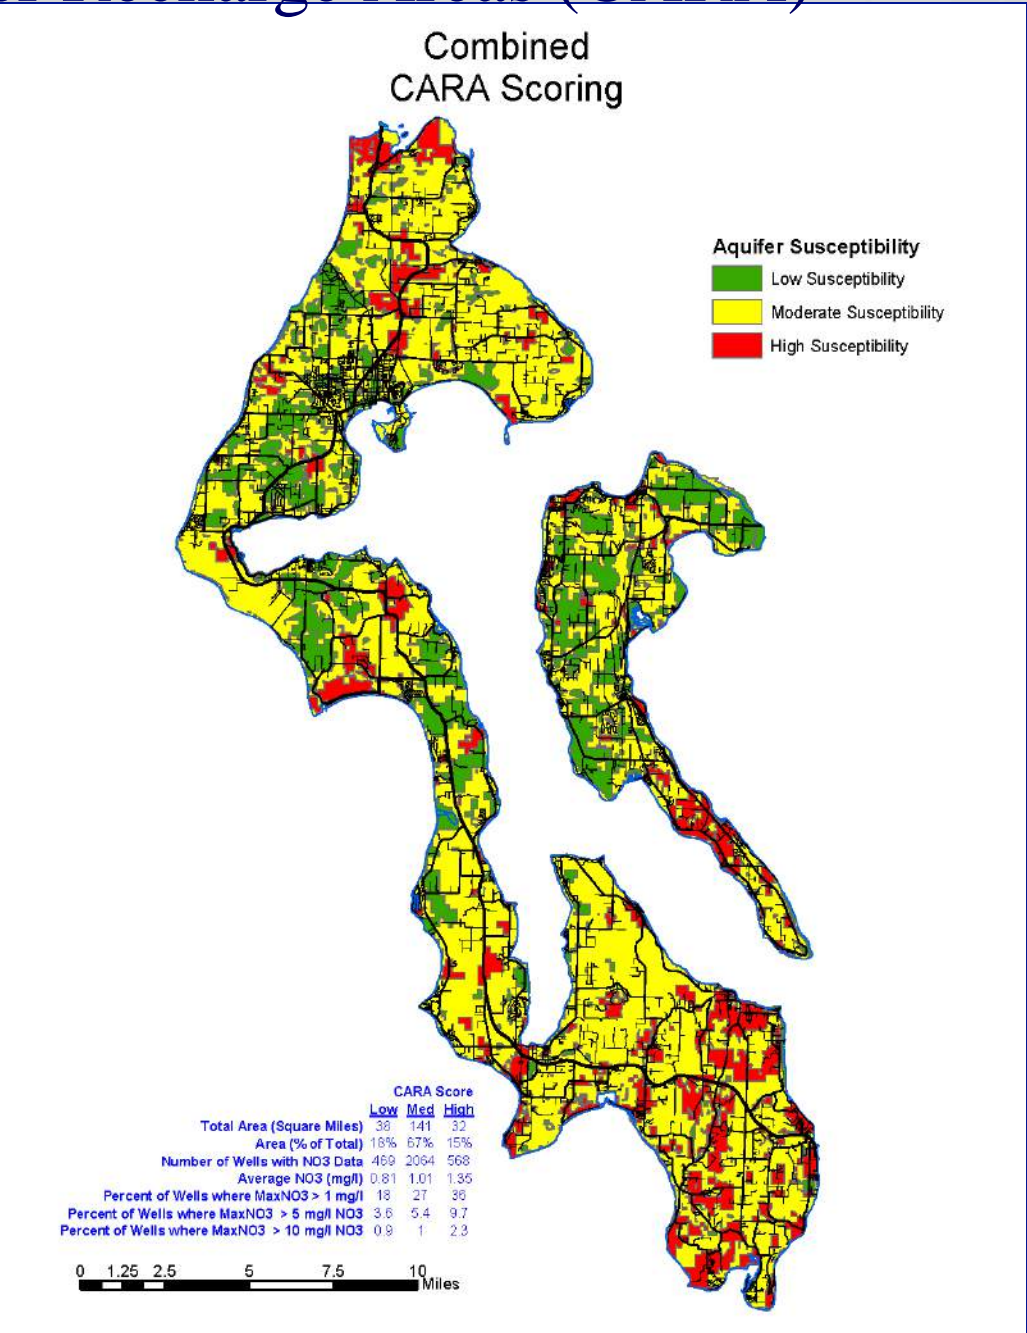 Recharge Areas (CARA)
Combined
CARA Scoring
Aquifer Susceptibility
Low Susceptibility
Moderate Susceptibility
High Susceptibility
CARA Score
Low Med High
Total Area (Square Miles) 38 141 32
Area (% of Total) 18% 67% 15%
Number of Wells with NO3 Data 469 2064 568
Average NO3 (mg/l) 0.81 1.01 1.35
Percent of Wells where MaxNO3 > 1 mg/l 18 27 36
Percent of Wells where MaxNO3 > 5 mg/l NO3 3.6 5.4 9.7
Percent of Wells where MaxNO3 > 10 mg/l NO3 0.9 1 2.3
0 1.25 2.5 5 7.5 10
Miles